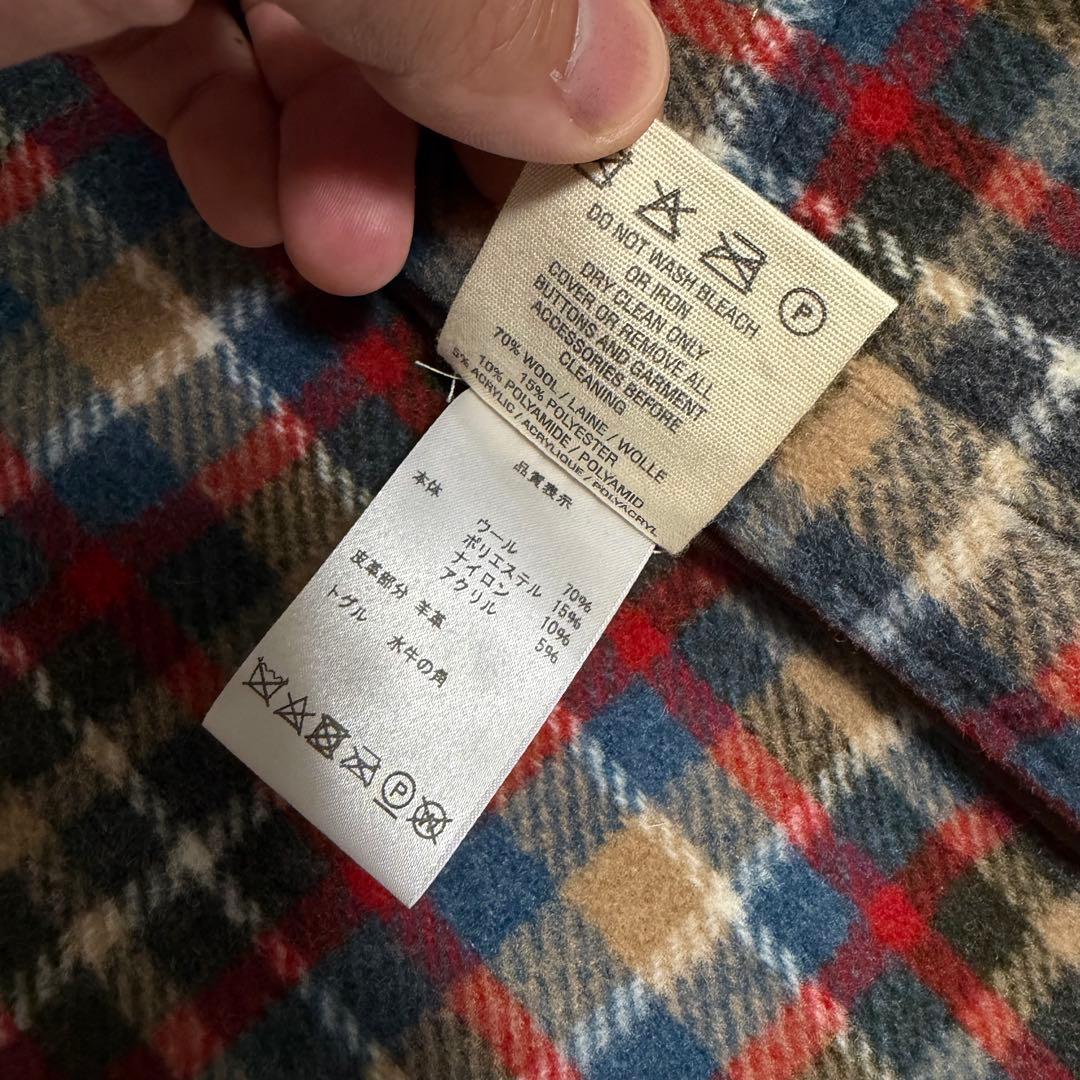 P
DO NOT WASH BLEACH
OR IRON
DRY CLEAN ONLY
COVER OR REMOVE ALL
BUTTONS AND GARMENT
ACCESSORIES BEFORE
CLEANING
70% WOOL / LAINE / WOLLE
15% POLYESTER
10% POLYAMIDE / POLYAMID
5% ACRYLIC / ACRYLIQUE / POLYACRYL
品質表示
本体
ウール 70%
ポリエステル 15%
ナイロン 10%
アクリル 5%
皮革部分 羊革
トグル 水牛の角
P W